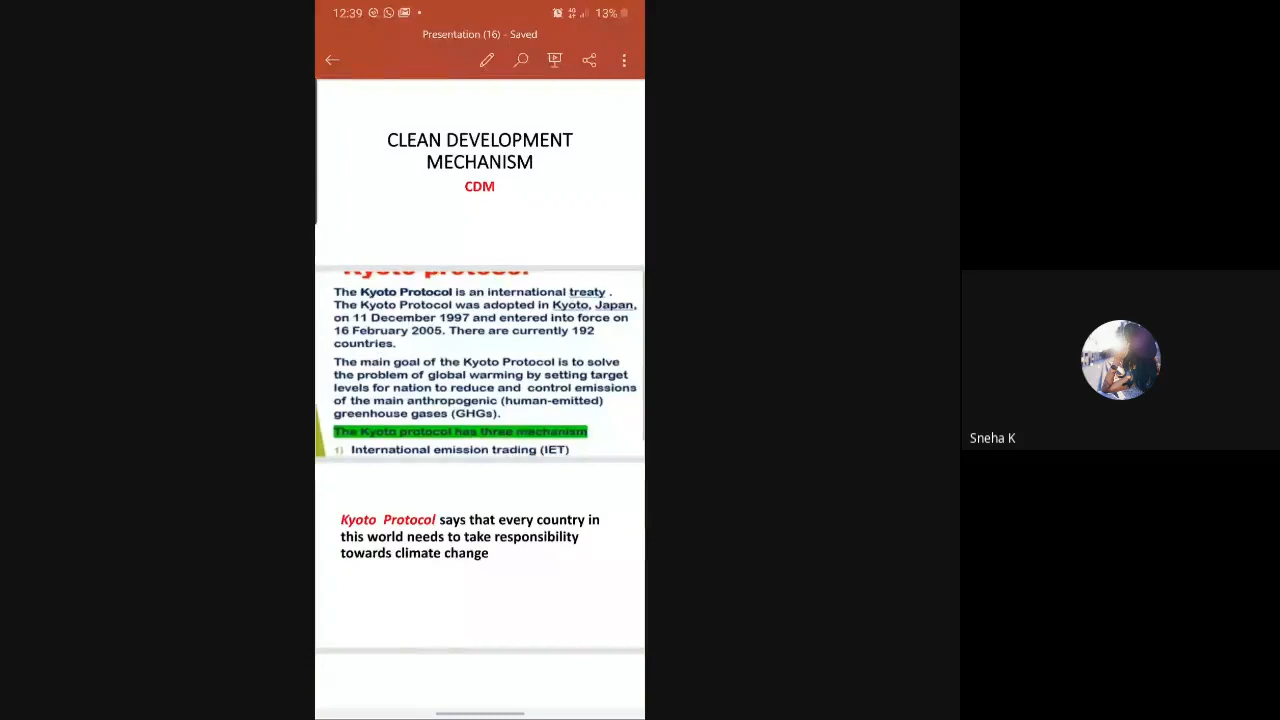 12:39
4G
13%
Presentation (16) - Saved
CLEAN DEVELOPMENT
MECHANISM
CDM
Kyoto protocol
The Kyoto Protocol is an international treaty .
The Kyoto Protocol was adopted in Kyoto, Japan,
on 11 December 1997 and entered into force on
16 February 2005. There are currently 192
countries.
The main goal of the Kyoto Protocol is to solve
the problem of global warming by setting target
levels for nation to reduce and control emissions
of the main anthropogenic (human-emitted)
greenhouse gases (GHGs).
The Kyoto protocol has three mechanism
1) International emission trading (IET)
Kyoto Protocol says that every country in
this world needs to take responsibility
towards climate change
Sneha K